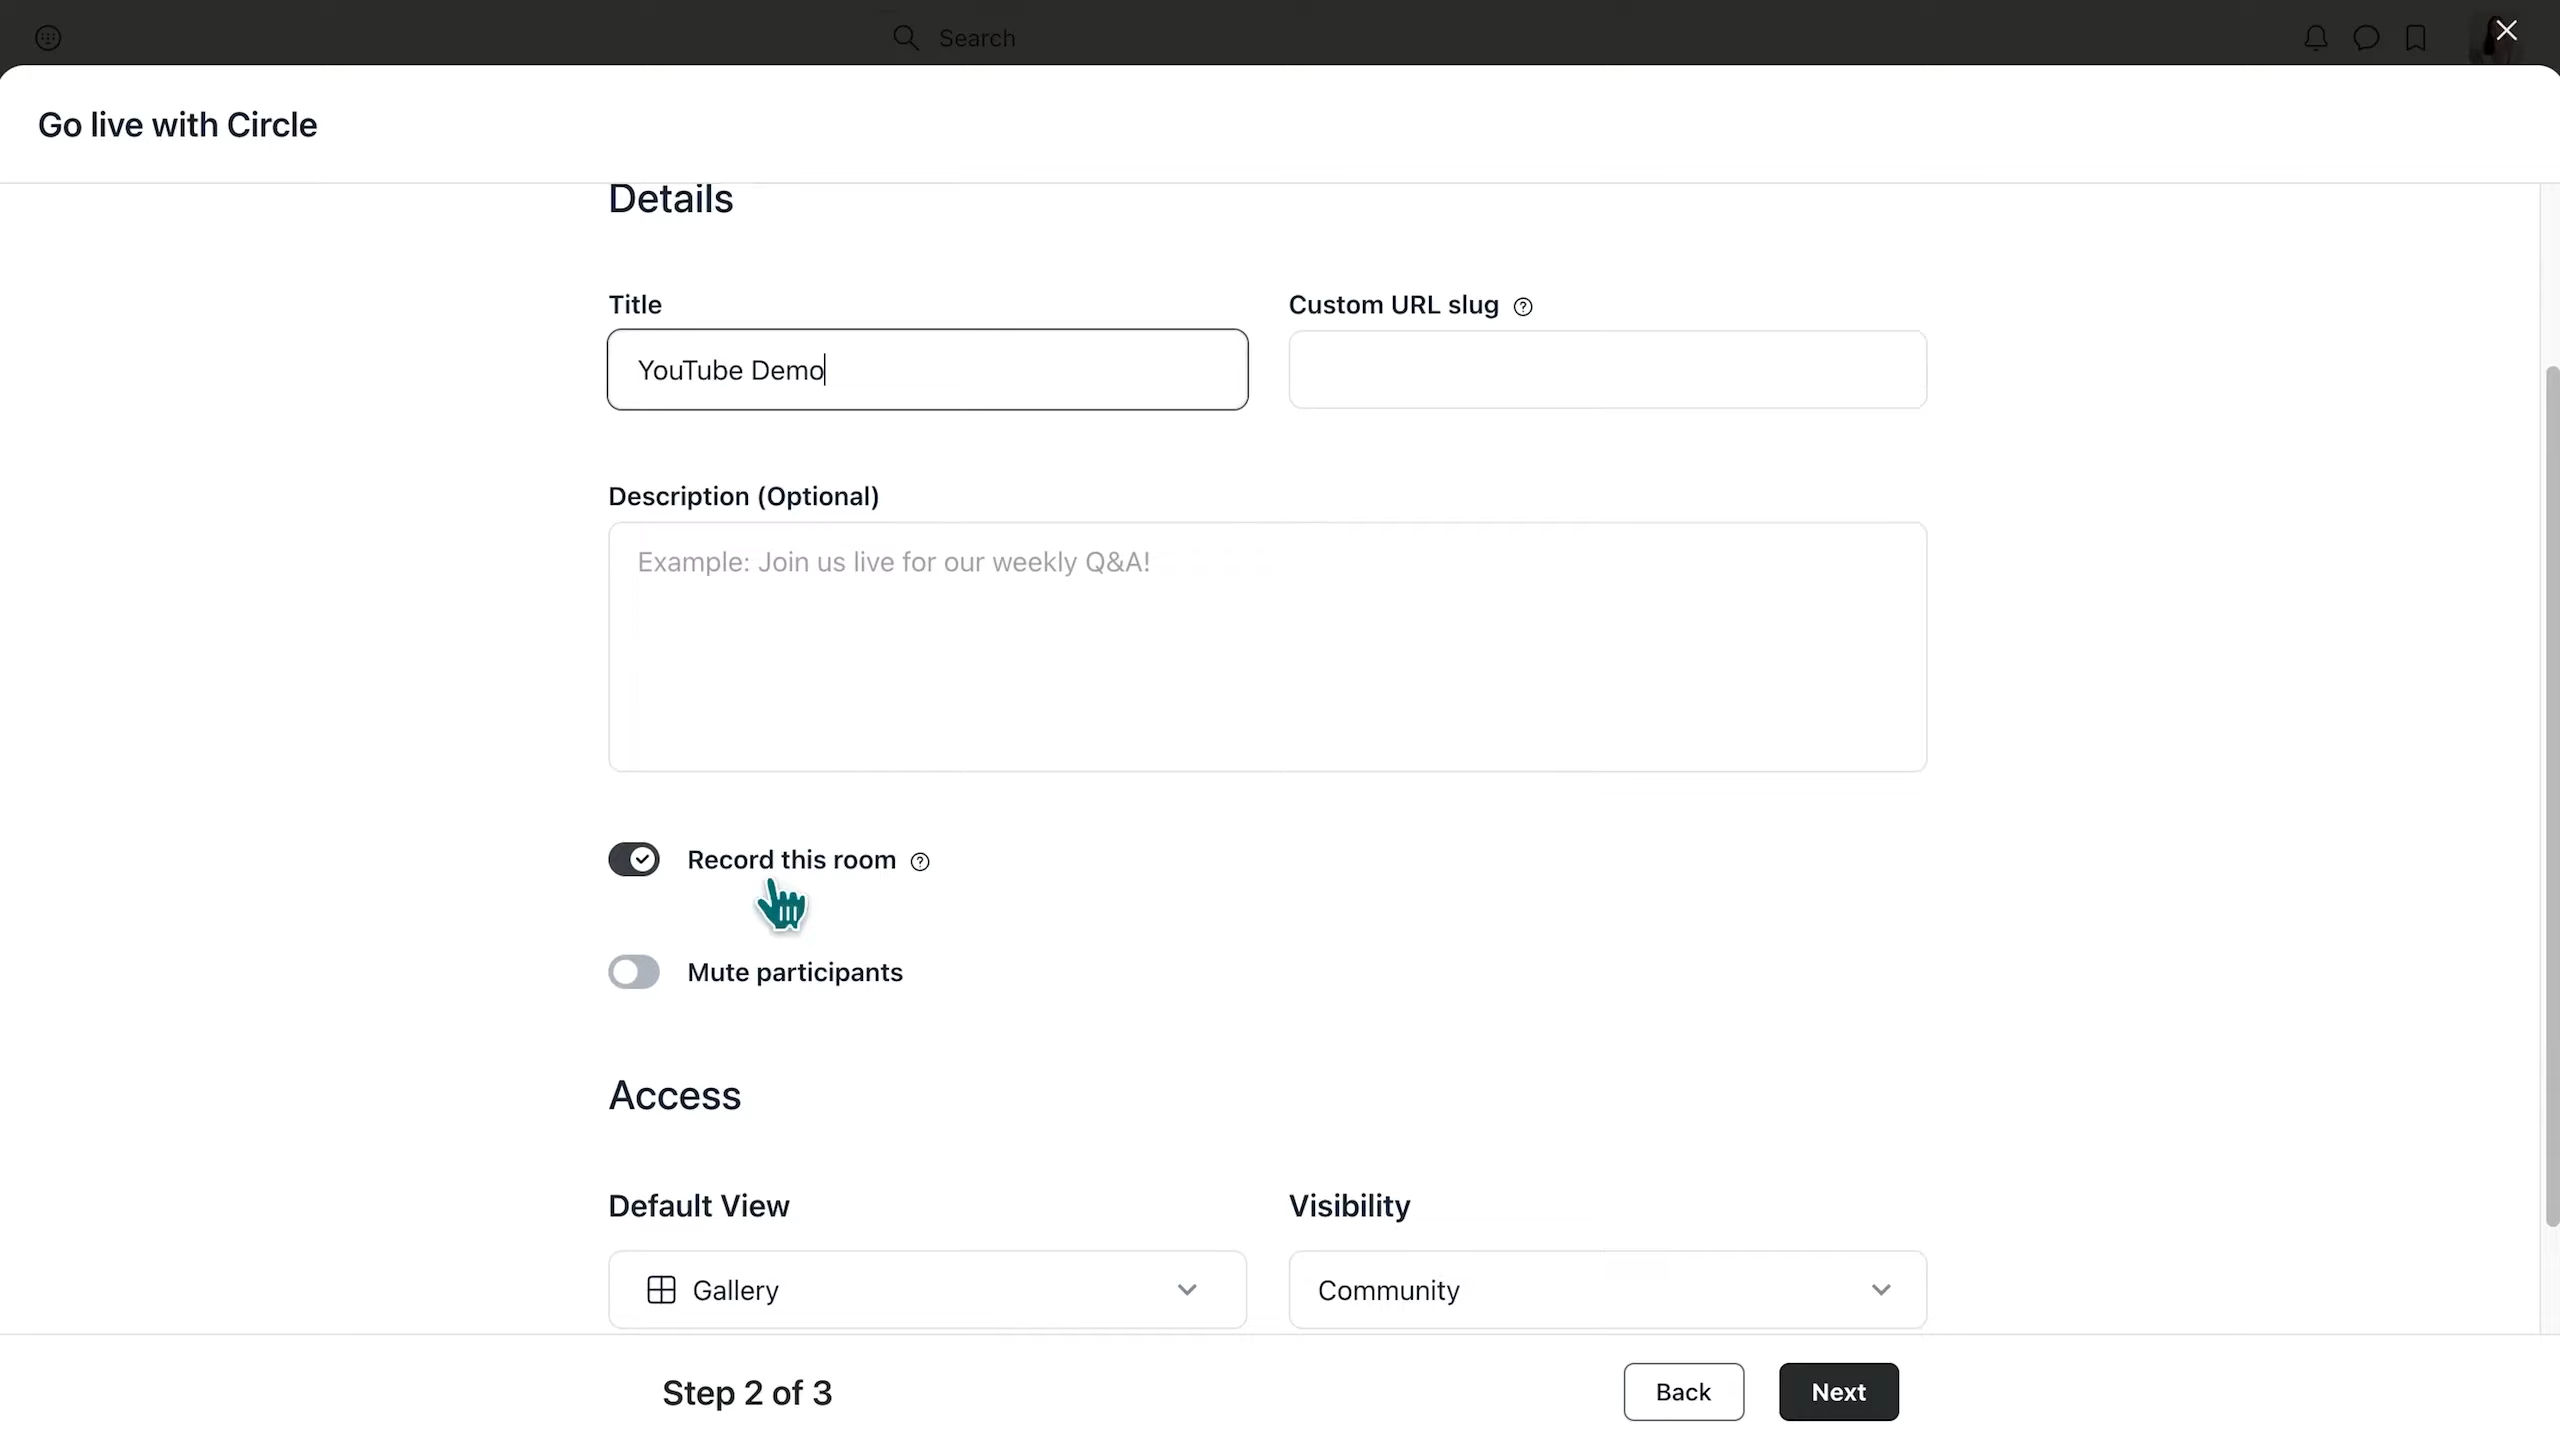 Search
Go live with Circle
Details
Title
Custom URL slug
YouTube Demo
Description (Optional)
Example: Join us live for our weekly Q&A!
Record this room
Mute participants
Access
Default View
Visibility
Gallery
Community
Step 2 of 3
Back
Next